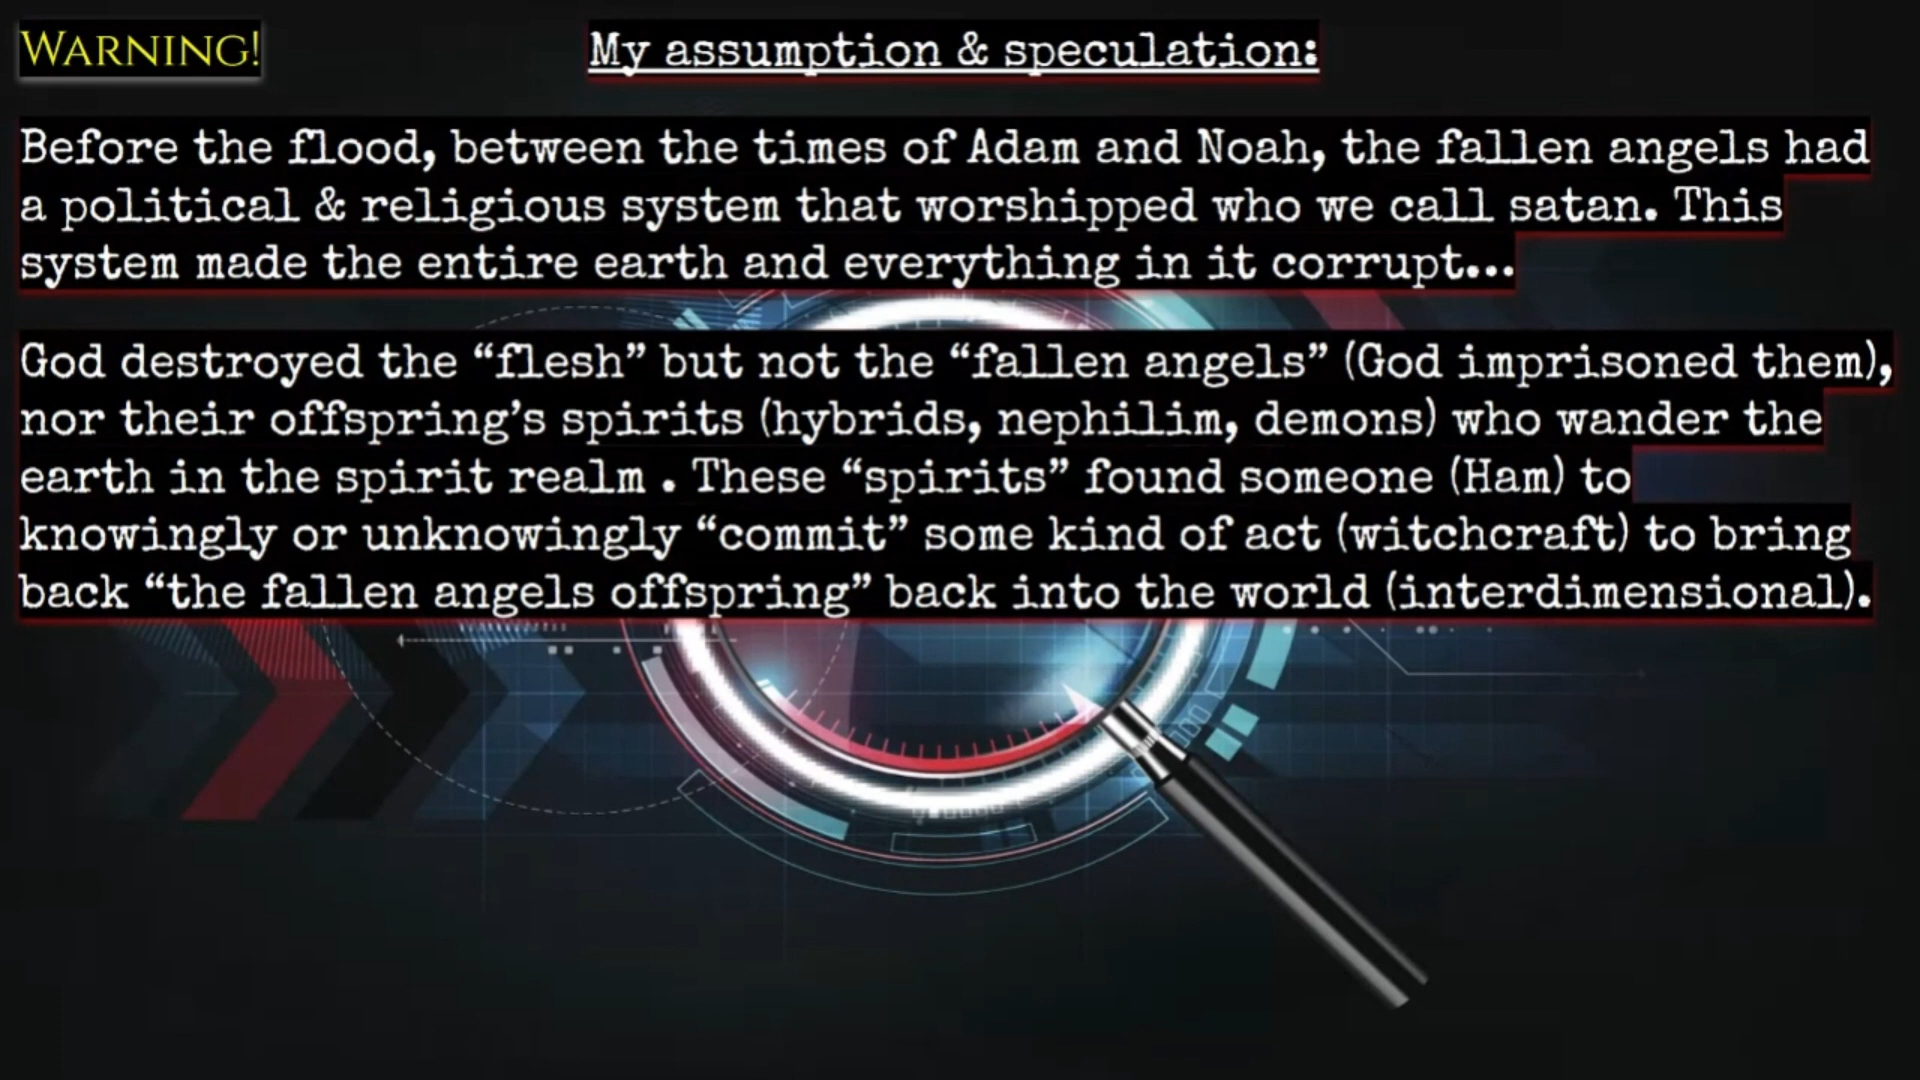 WARNING!
My assumption & speculation:
Before the flood, between the times of Adam and Noah, the fallen angels had
a political & religious system that worshipped who we call satan. This
system made the entire earth and everything in it corrupt...
God destroyed the “flesh” but not the “fallen angels” (God imprisoned them),
nor their offspring’s spirits (hybrids, nephilim, demons) who wander the
earth in the spirit realm . These “spirits” found someone (Ham) to
knowingly or unknowingly “commit” some kind of act (witchcraft) to bring
back “the fallen angels offspring” back into the world (interdimensional).